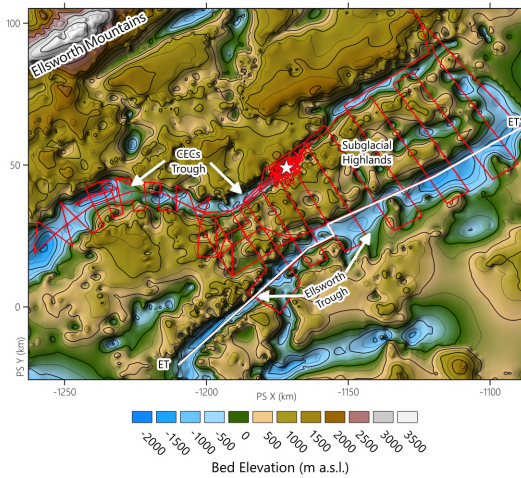 100
Ellsworth Mountains
ET'
Subglacial
Highlands
CECs
Trough
50
PS Y (km)
Ellsworth
Trough
0
ET
-1250
-1200
PS X (km)
-1150
-1100
-2000
-1500
-1000
-500
0
500
1000
1500
2000
2500
3000
3500
Bed Elevation (m a.s.l.)